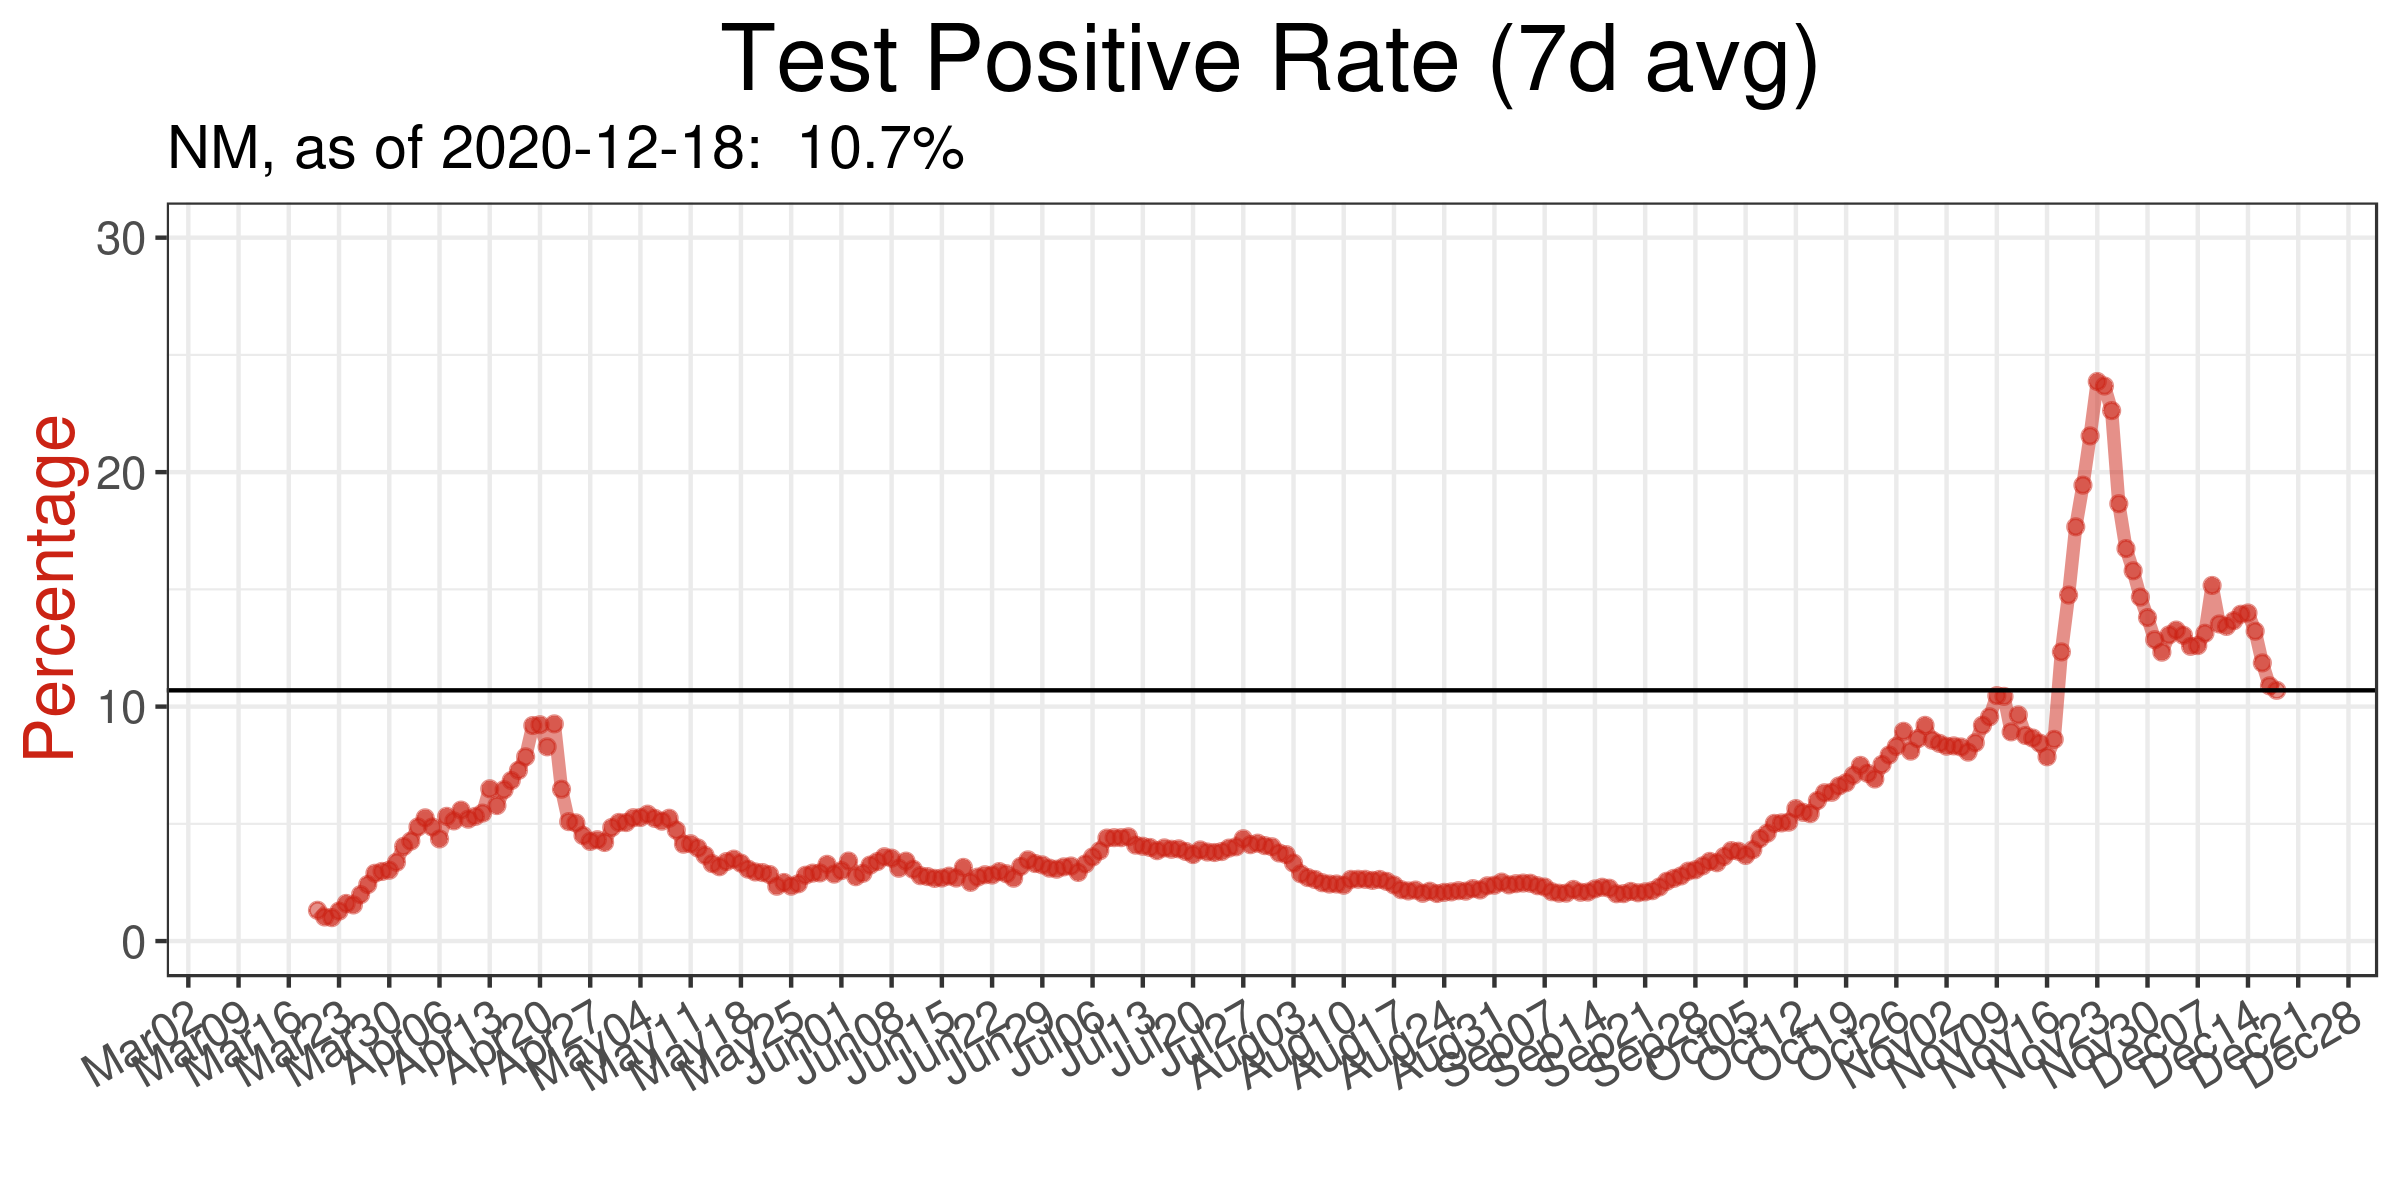 Test Positive Rate (7d avg)
NM, as of 2020-12-18:  10.7%
Percentage
30
20
10
0
Mar02
Mar09
Mar16
Mar23
Mar30
Apr06
Apr13
Apr20
Apr27
May04
May11
May18
May25
Jun01
Jun08
Jun15
Jun22
Jun29
Jul06
Jul13
Jul20
Jul27
Aug03
Aug10
Aug17
Aug24
Aug31
Sep07
Sep14
Sep21
Sep28
Oct05
Oct12
Oct19
Oct26
Nov02
Nov09
Nov16
Nov23
Nov30
Dec07
Dec14
Dec21
Dec28